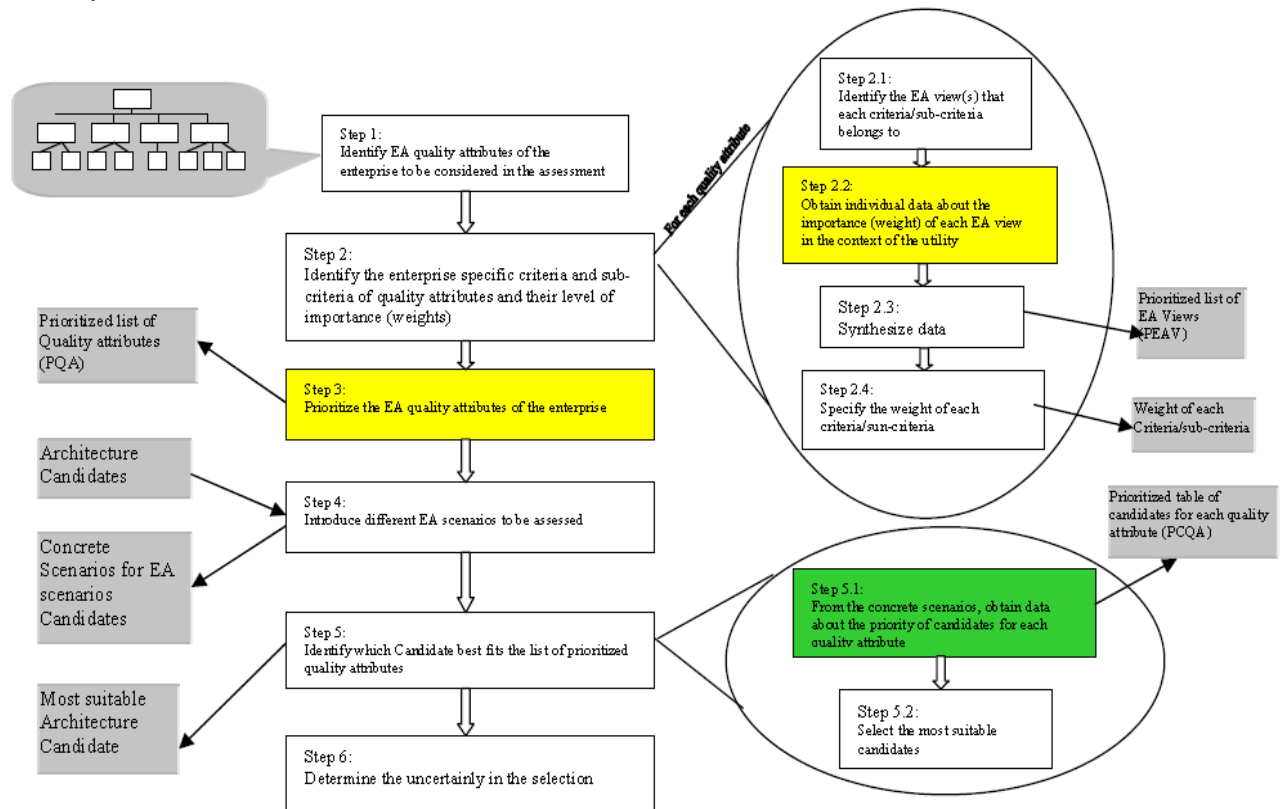 Step 1:
Identify EA quality attributes of the
enterprise to be considered in the assessment
Step 2:
Identify the enterprise specific criteria and sub-
criteria of quality attributes and their level of
importance (weights)
Prioritized list of
Quality attributes
(PQA)
Step 3:
Prioritize the EA quality attributes of the enterprise
Architecture
Candidates
Step 4:
Introduce different EA scenarios to be assessed
Concrete
Scenarios for EA
scenarios
Candidates
Step 5:
Identify which Candidate best fits the list of prioritized
quality attributes
Most suitable
Architecture
Candidate
Step 6:
Determine the uncertainly in the selection
For each quality attribute
Step 2.1:
Identify the EA view(s) that
each criteria/sub-criteria
belongs to
Step 2.2:
Obtain individual data about the
importance (weight) of each EA view
in the context of the utility
Step 2.3:
Synthesize data
Prioritized list of
EA Views
(PEAV)
Step 2.4:
Specify the weight of each
criteria/sun-criteria
Weight of each
Criteria/sub-criteria
Prioritized table of
candidates for each quality
attribute (PCQA)
Step 5.1:
From the concrete scenarios, obtain data
about the priority of candidates for each
quality attribute
Step 5.2:
Select the most suitable
candidates